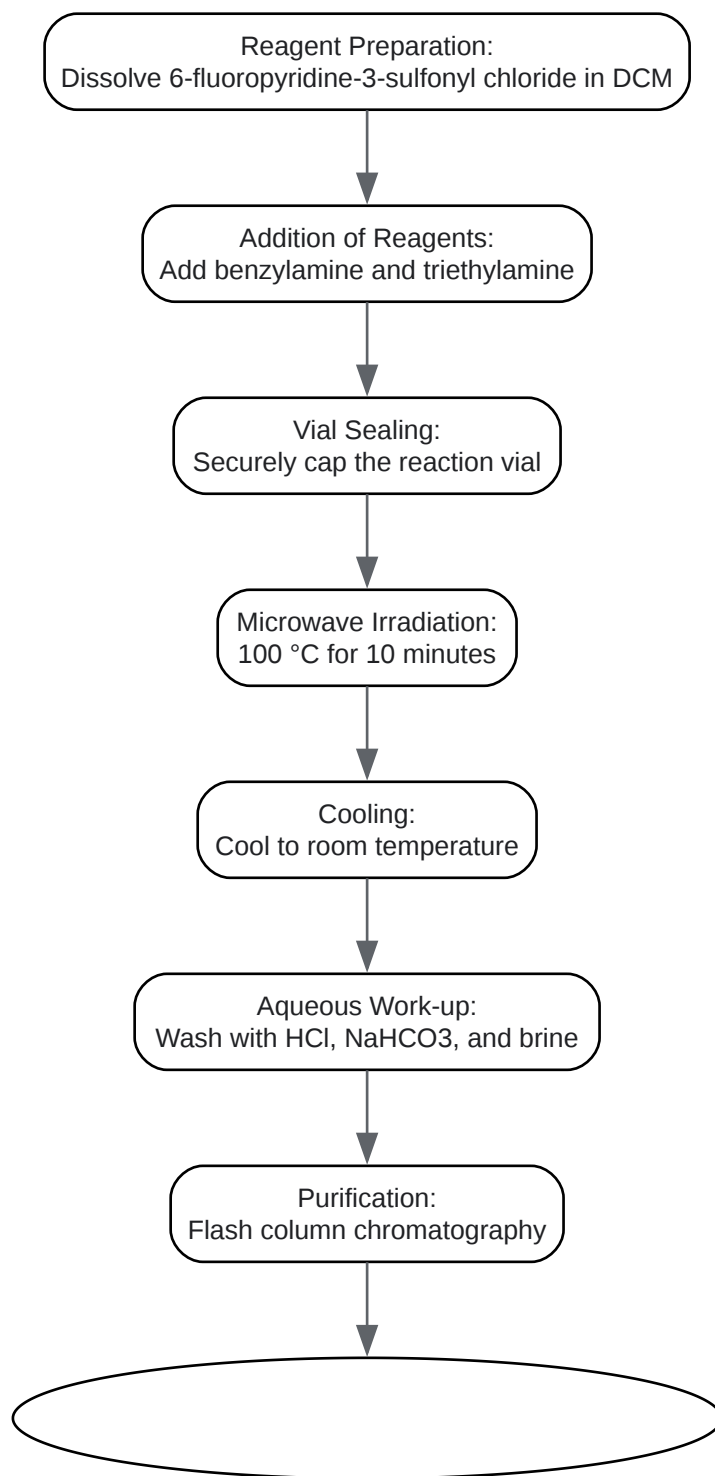 Reagent Preparation:
Dissolve 6-fluoropyridine-3-sulfonyl chloride in DCM
Addition of Reagents:
Add benzylamine and triethylamine
Vial Sealing:
Securely cap the reaction vial
Microwave Irradiation:
100 °C for 10 minutes
Cooling:
Cool to room temperature
Aqueous Work-up:
Wash with HCl, NaHCO3, and brine
Purification:
Flash column chromatography